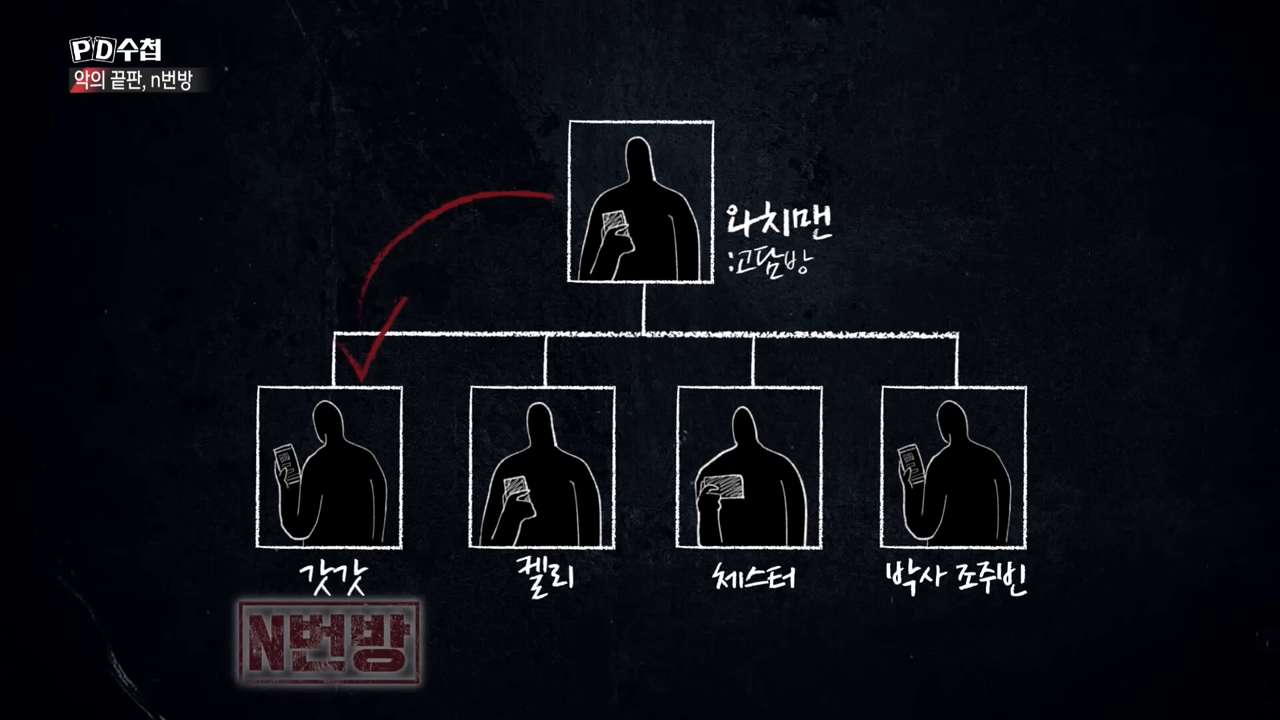 PD수첩
악의 끝판, n번방
와치맨
:고담방
갓갓
켈리
체스터
박사 조주빈
N번방